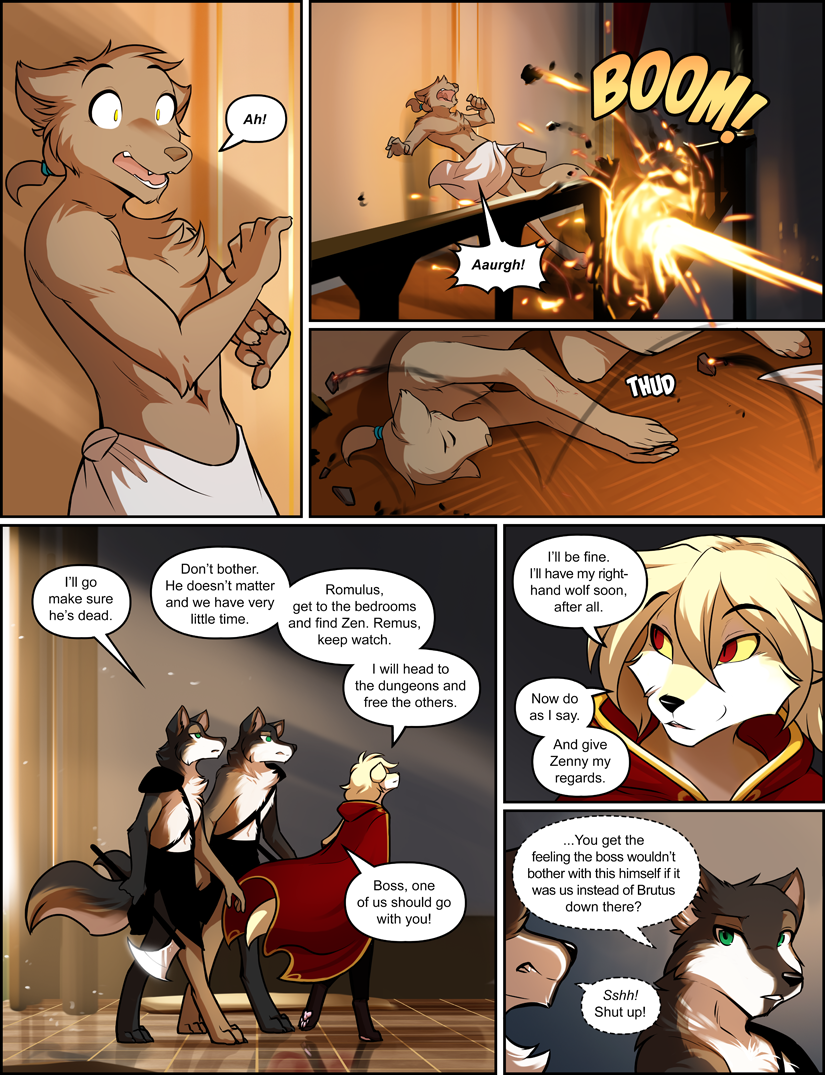 Ah!
BOOM!
Aaurgh!
THUD
I'll go
make sure
he's dead.
Don't bother.
He doesn't matter
and we have very
little time.
Romulus,
get to the bedrooms
and find Zen. Remus,
keep watch.
I will head to
the dungeons and
free the others.
Boss, one
of us should go
with you!
I'll be fine.
I'll have my right-
hand wolf soon,
after all.
Now do
as I say.
And give
Zenny my
regards.
...You get the
feeling the boss wouldn't
bother with this himself if it
was us instead of Brutus
down there?
Sshh!
Shut up!